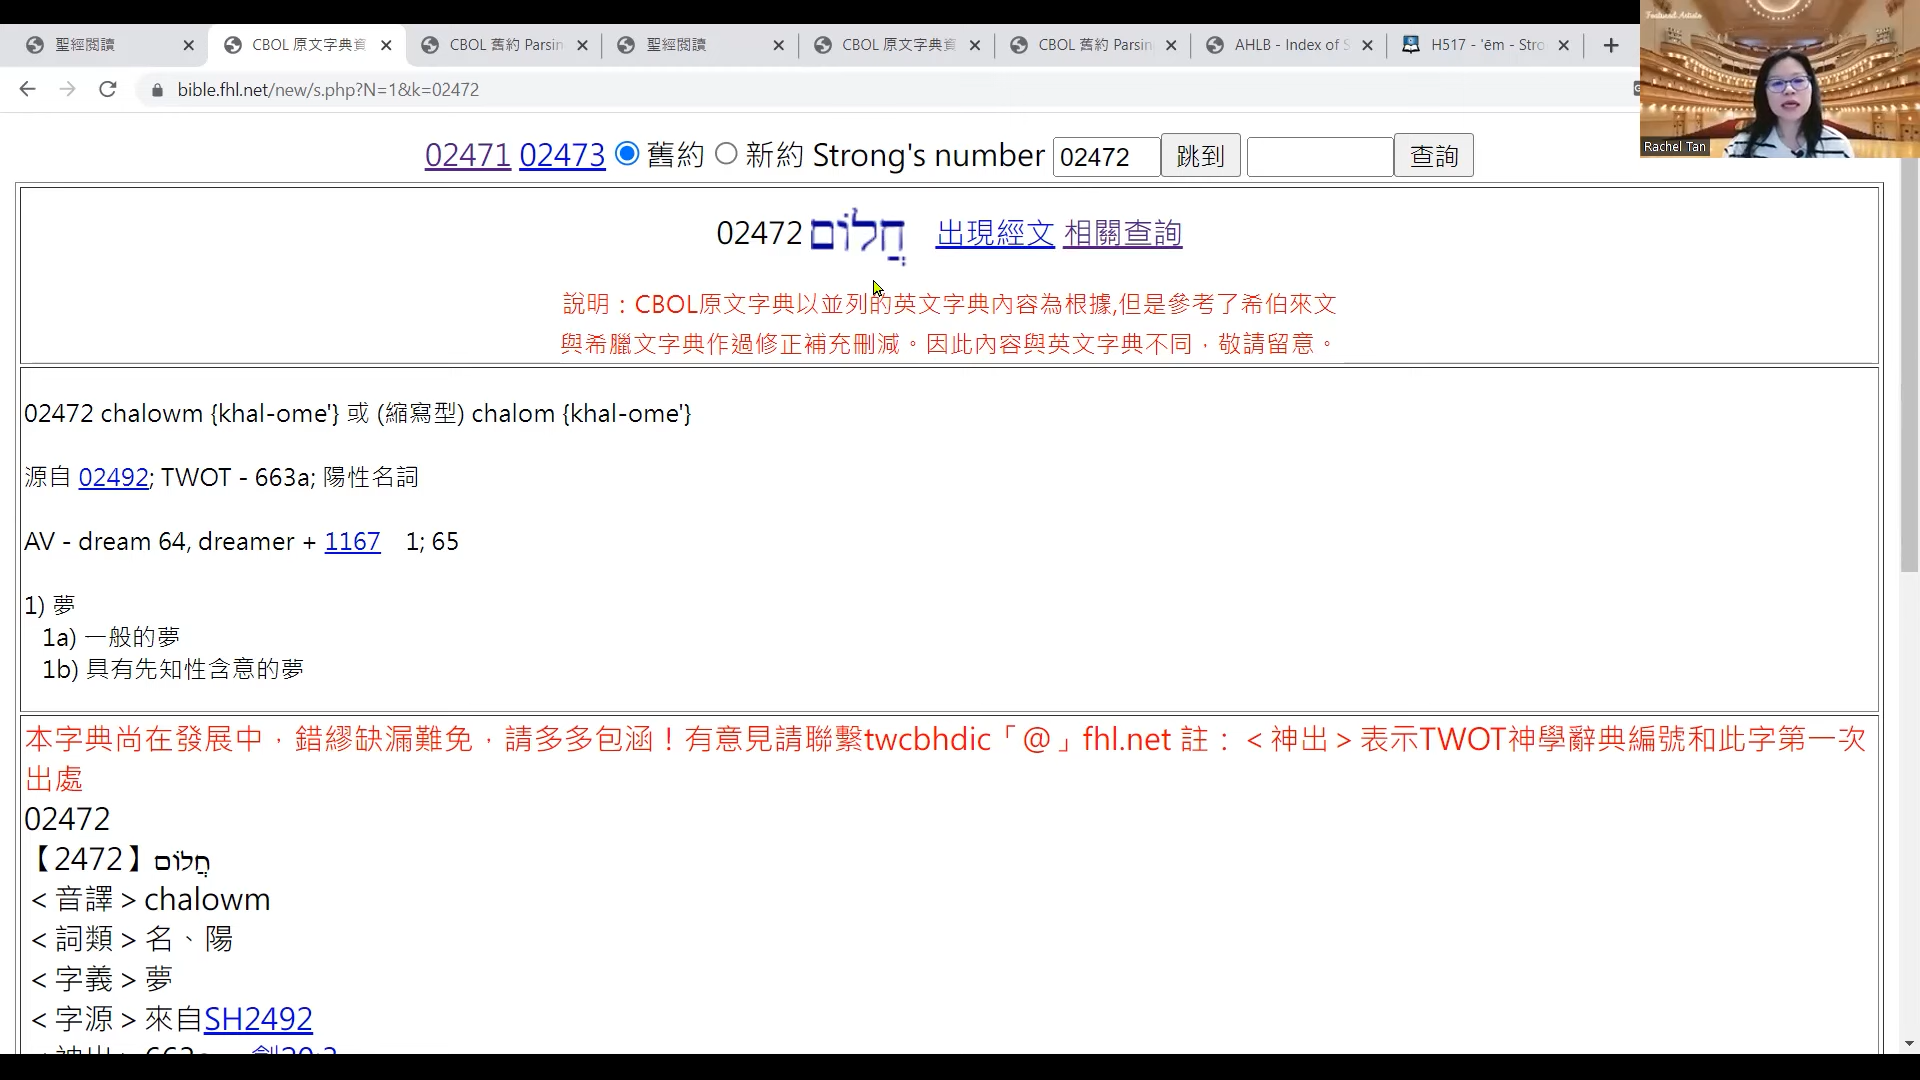 聖經閱讀
CBOL 原文字典資
CBOL 舊約 Parsin
聖經閱讀
CBOL 原文字典資
CBOL 舊約 Parsin
AHLB - Index of S
H517 - 'ēm - Stro
bible.fhl.net/new/s.php?N=1&k=02472
Rachel Tan
02471 02473 舊約 新約 Strong's number 02472 跳到 查詢
02472 חֲלוֹם 出現經文 相關查詢
說明：CBOL原文字典以並列的英文字典內容為根據,但是參考了希伯來文
與希臘文字典作過修正補充刪減。因此內容與英文字典不同，敬請留意。
02472 chalowm {khal-ome'} 或 (縮寫型) chalom {khal-ome'}
源自 02492; TWOT - 663a; 陽性名詞
AV - dream 64, dreamer + 1167 1; 65
1) 夢
1a) 一般的夢
1b) 具有先知性含意的夢
本字典尚在發展中，錯繆缺漏難免，請多多包涵！有意見請聯繫twcbhdic「@」fhl.net 註：＜神出＞表示TWOT神學辭典編號和此字第一次
出處
02472
【2472】חֲלוֹם
＜音譯＞chalowm
＜詞類＞名、陽
＜字義＞夢
＜字源＞來自SH2492